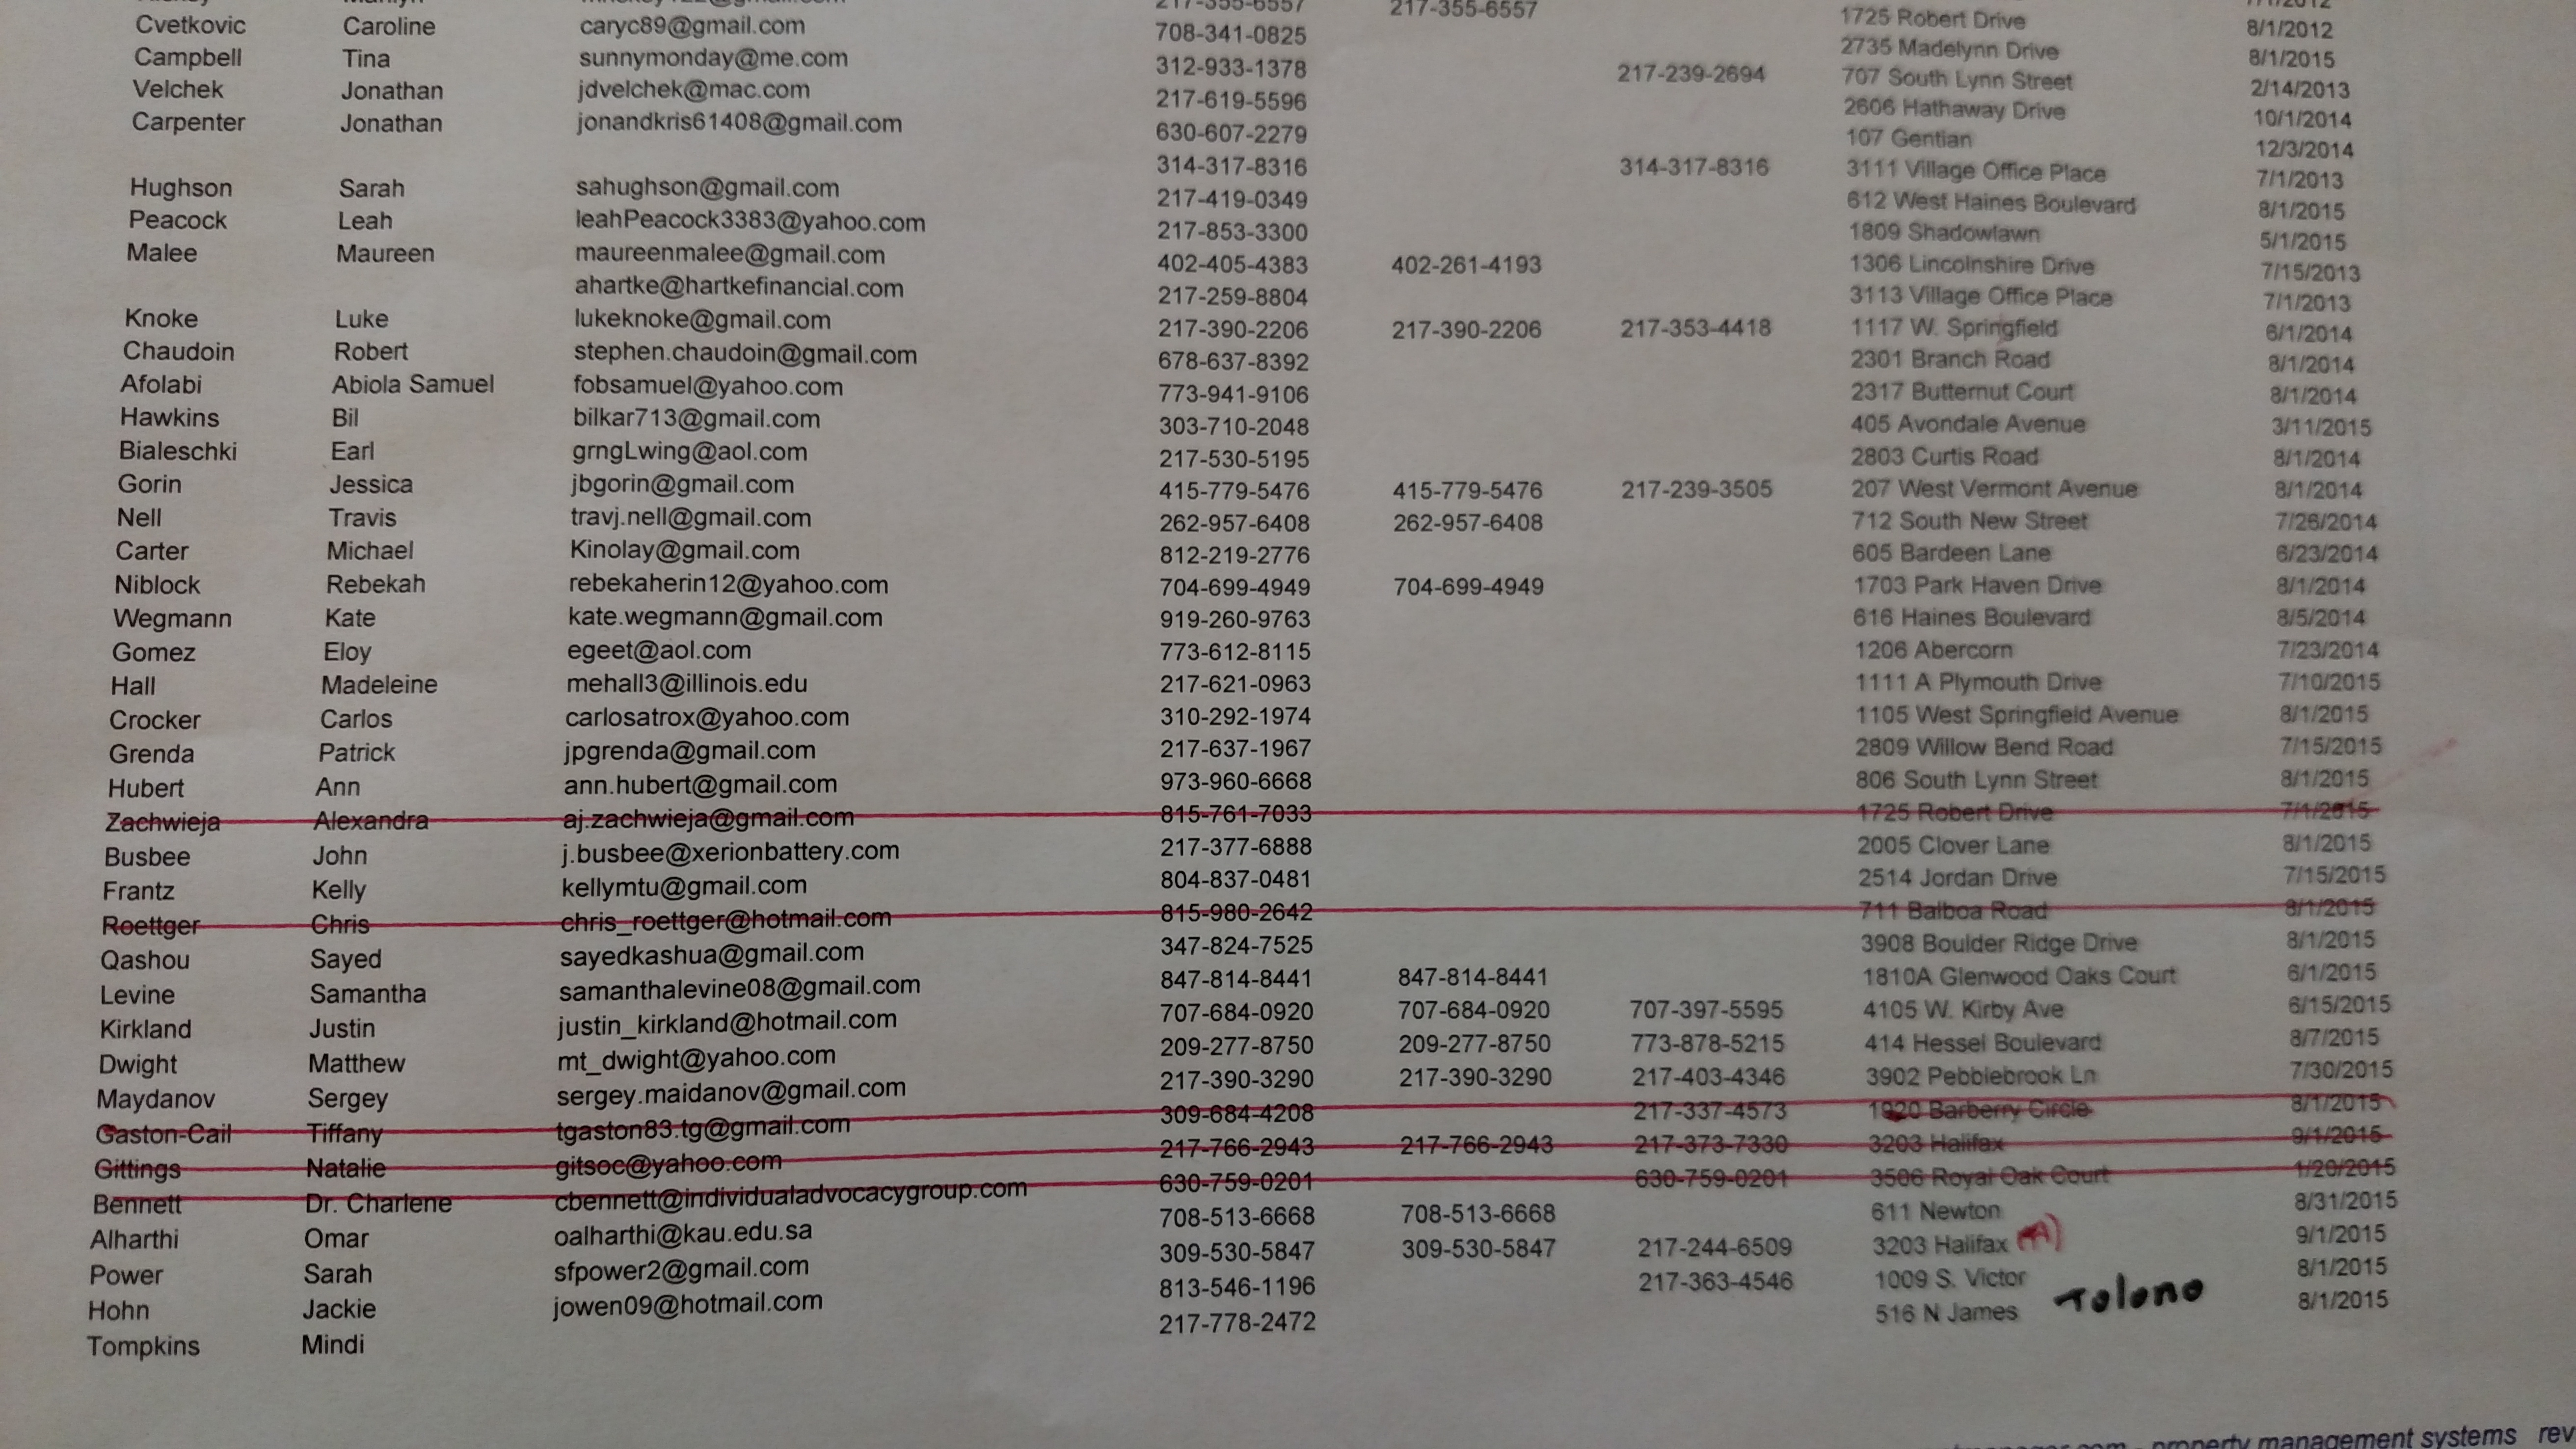 217-355-6557 217-355-6557 1725 Robert Drive 8/1/2012
Cvetkovic Caroline caryc89@gmail.com 708-341-0825 2735 Madelynn Drive 8/1/2015
Campbell Tina sunnymonday@me.com 312-933-1378 217-239-2694 707 South Lynn Street 2/14/2013
Velchek Jonathan jdvelchek@mac.com 217-619-5596 2606 Hathaway Drive 10/1/2014
Carpenter Jonathan jonandkris61408@gmail.com 630-607-2279 107 Gentian 12/3/2014
314-317-8316 314-317-8316 3111 Village Office Place 7/1/2013
Hughson Sarah sahughson@gmail.com 217-419-0349 612 West Haines Boulevard 8/1/2015
Peacock Leah leahPeacock3383@yahoo.com 217-853-3300 1809 Shadowlawn 5/1/2015
Malee Maureen maureenmalee@gmail.com 402-405-4383 402-261-4193 1306 Lincolnshire Drive 7/15/2013
ahartke@hartkefinancial.com 217-259-8804 3113 Village Office Place 7/1/2013
Knoke Luke lukeknoke@gmail.com 217-390-2206 217-390-2206 217-353-4418 1117 W. Springfield 6/1/2014
Chaudoin Robert stephen.chaudoin@gmail.com 678-637-8392 2301 Branch Road 8/1/2014
Afolabi Abiola Samuel fobsamuel@yahoo.com 773-941-9106 2317 Butternut Court 8/1/2014
Hawkins Bil bilkar713@gmail.com 303-710-2048 405 Avondale Avenue 3/11/2015
Bialeschki Earl grngLwing@aol.com 217-530-5195 2803 Curtis Road 8/1/2014
Gorin Jessica jbgorin@gmail.com 415-779-5476 415-779-5476 217-239-3505 207 West Vermont Avenue 8/1/2014
Nell Travis travj.nell@gmail.com 262-957-6408 262-957-6408 712 South New Street 7/26/2014
Carter Michael Kinolay@gmail.com 812-219-2776 605 Bardeen Lane 6/23/2014
Niblock Rebekah rebekaherin12@yahoo.com 704-699-4949 704-699-4949 1703 Park Haven Drive 8/1/2014
Wegmann Kate kate.wegmann@gmail.com 919-260-9763 616 Haines Boulevard 8/5/2014
Gomez Eloy egeet@aol.com 773-612-8115 1206 Abercorn 7/23/2014
Hall Madeleine mehall3@illinois.edu 217-621-0963 1111 A Plymouth Drive 7/10/2015
Crocker Carlos carlosatrox@yahoo.com 310-292-1974 1105 West Springfield Avenue 8/1/2015
Grenda Patrick jpgrenda@gmail.com 217-637-1967 2809 Willow Bend Road 7/15/2015
Hubert Ann ann.hubert@gmail.com 973-960-6668 806 South Lynn Street 8/1/2015
Zachwieja Alexandra aj.zachwieja@gmail.com 815-761-7033 1725 Robert Drive 7/1/2015
Busbee John j.busbee@xerionbattery.com 217-377-6888 2005 Clover Lane 8/1/2015
Frantz Kelly kellymtu@gmail.com 804-837-0481 2514 Jordan Drive 7/15/2015
Roettger Chris chris_roettger@hotmail.com 815-980-2642 711 Balboa Road 8/1/2015
Qashou Sayed sayedkashua@gmail.com 347-824-7525 3908 Boulder Ridge Drive 8/1/2015
Levine Samantha samanthalevine08@gmail.com 847-814-8441 847-814-8441 1810A Glenwood Oaks Court 6/1/2015
Kirkland Justin justin_kirkland@hotmail.com 707-684-0920 707-684-0920 707-397-5595 4105 W. Kirby Ave 6/15/2015
Dwight Matthew mt_dwight@yahoo.com 209-277-8750 209-277-8750 773-878-5215 414 Hessel Boulevard 8/7/2015
Maydanov Sergey sergey.maidanov@gmail.com 217-390-3290 217-390-3290 217-403-4346 3902 Pebblebrook Ln 7/30/2015
Gaston-Cail Tiffany tgaston83.tg@gmail.com 309-684-4208 217-337-4573 1920 Barberry Circle 8/1/2015
Gittings Natalie gitsoc@yahoo.com 217-766-2943 217-766-2943 217-373-7330 3203 Halifax 9/1/2015
Bennett Dr. Charlene cbennett@individualadvocacygroup.com 630-759-0201 630-759-0201 3506 Royal Oak Court 1/20/2015
Alharthi Omar oalharthi@kau.edu.sa 708-513-6668 708-513-6668 611 Newton 8/31/2015
Power Sarah sfpower2@gmail.com 309-530-5847 309-530-5847 217-244-6509 3203 Halifax (A) 9/1/2015
Hohn Jackie jowen09@hotmail.com 813-546-1196 217-363-4546 1009 S. Victor 8/1/2015
Tompkins Mindi 217-778-2472 516 N James Tolono 8/1/2015
property management systems rev